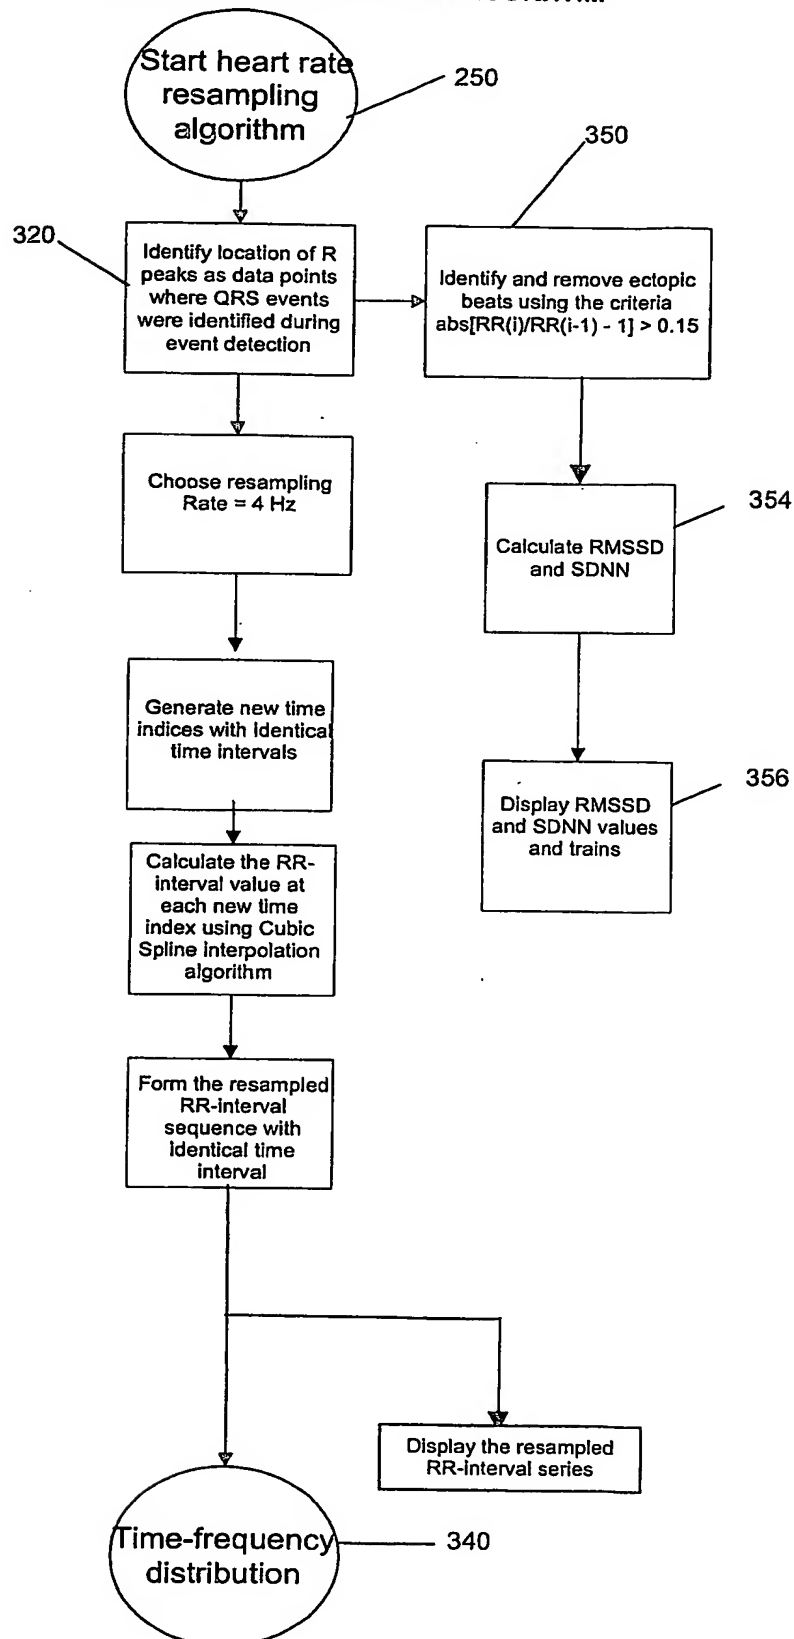 Start heart rate
resampling
algorithm
250
350
320
Identify location of R
peaks as data points
where QRS events
were identified during
event detection
Identify and remove ectopic
beats using the criteria
abs[RR(i)/RR(i-1) - 1] > 0.15
Choose resampling
Rate = 4 Hz
354
Calculate RMSSD
and SDNN
Generate new time
indices with identical
time intervals
356
Display RMSSD
and SDNN values
and trains
Calculate the RR-
interval value at
each new time
index using Cubic
Spline interpolation
algorithm
Form the resampled
RR-interval
sequence with
identical time
interval
Display the resampled
RR-interval series
Time-frequency
distribution
340